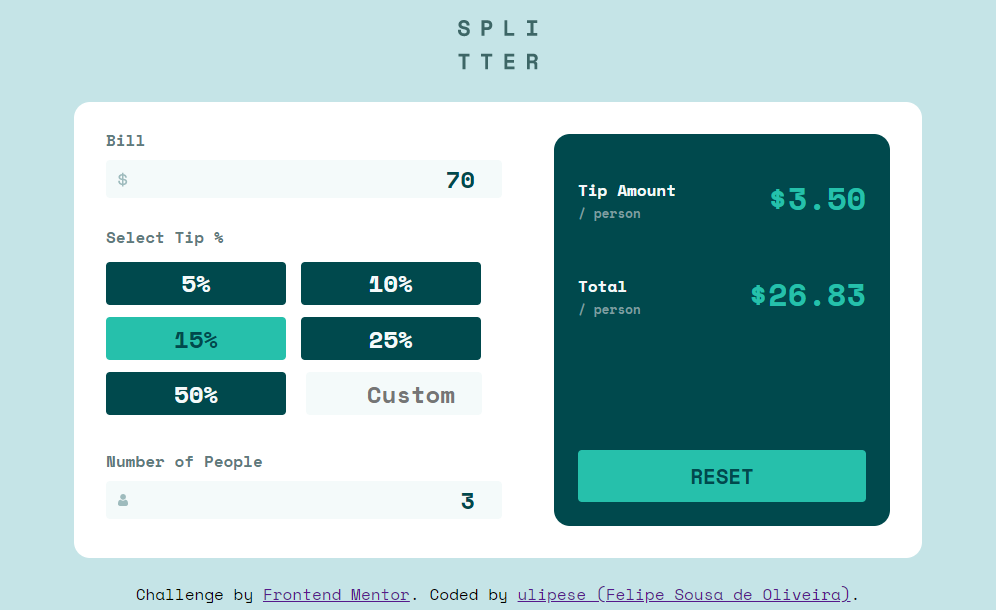 SPLI
TTER
Bill
$ 70
Select Tip %
5% 10%
15% 25%
50% Custom
Number of People
3
Tip Amount
/ person
$3.50
Total
/ person
$26.83
RESET
Challenge by Frontend Mentor. Coded by ulipese (Felipe Sousa de Oliveira).